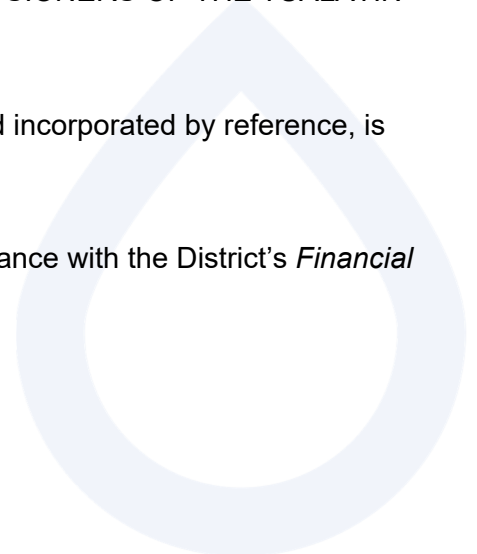 d incorporated by reference, is
ance with the District’s Financial